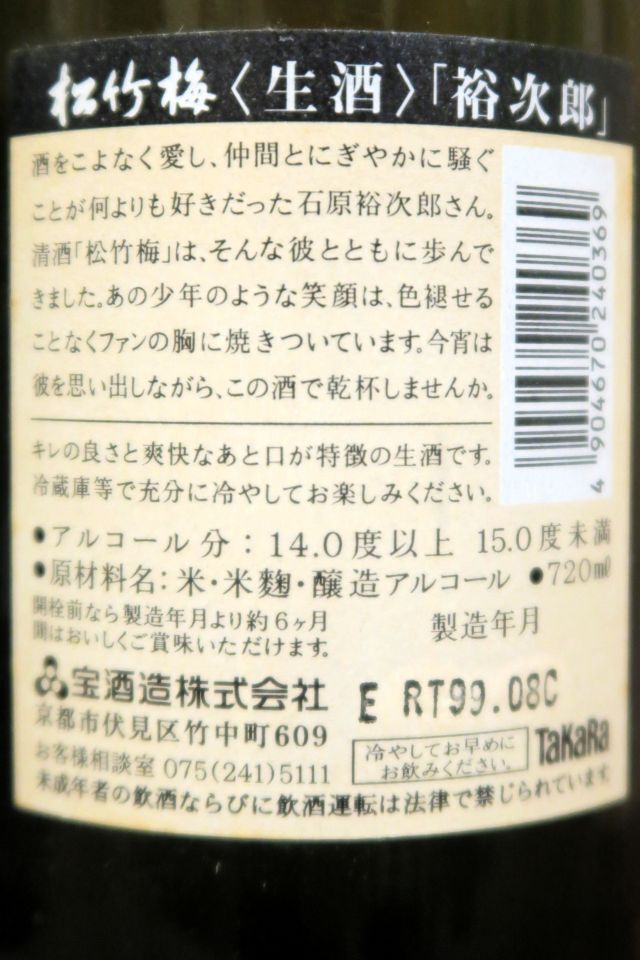 松竹梅〈生酒〉「裕次郎」
酒をこよなく愛し、仲間とにぎやかに騒ぐ
ことが何よりも好きだった石原裕次郎さん。
清酒「松竹梅」は、そんな彼とともに歩んで
きました。あの少年のような笑顔は、色褪せる
ことなくファンの胸に焼きついています。今宵は
彼を思い出しながら、この酒で乾杯しませんか。
キレの良さと爽快なあと口が特徴の生酒です。
冷蔵庫等で充分に冷やしてお楽しみください。
4 904670 240369
●アルコール分：14.0度以上 15.0度未満
●原材料名：米・米麴・醸造アルコール ●720ml
開栓前なら製造年月より約6ヶ月
間はおいしくご賞味いただけます。
製造年月
宝酒造株式会社
E RT99.08C
京都市伏見区竹中町609
お客様相談室 075(241)5111
冷やしてお早めに
お飲みください。
TaKaRa
未成年者の飲酒ならびに飲酒運転は法律で禁じられています